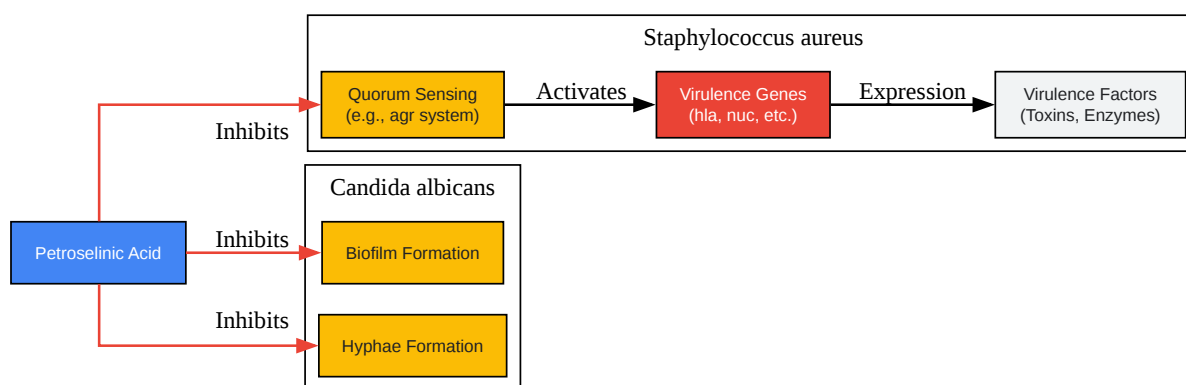 Staphylococcus aureus
Quorum Sensing
(e.g., agr system)
Activates
Virulence Genes
(hla, nuc, etc.)
Expression
Virulence Factors
(Toxins, Enzymes)
Inhibits
Candida albicans
Petroselinic Acid
Inhibits
Biofilm Formation
Inhibits
Hyphae Formation